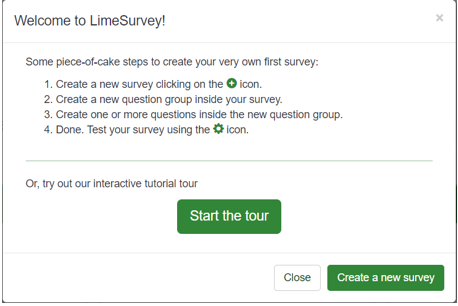 Welcome to LimeSurvey!
×
Some piece-of-cake steps to create your very own first survey:
1. Create a new survey clicking on the icon.
2. Create a new question group inside your survey.
3. Create one or more questions inside the new question group.
4. Done. Test your survey using the icon.
Or, try out our interactive tutorial tour
Start the tour
Close
Create a new survey